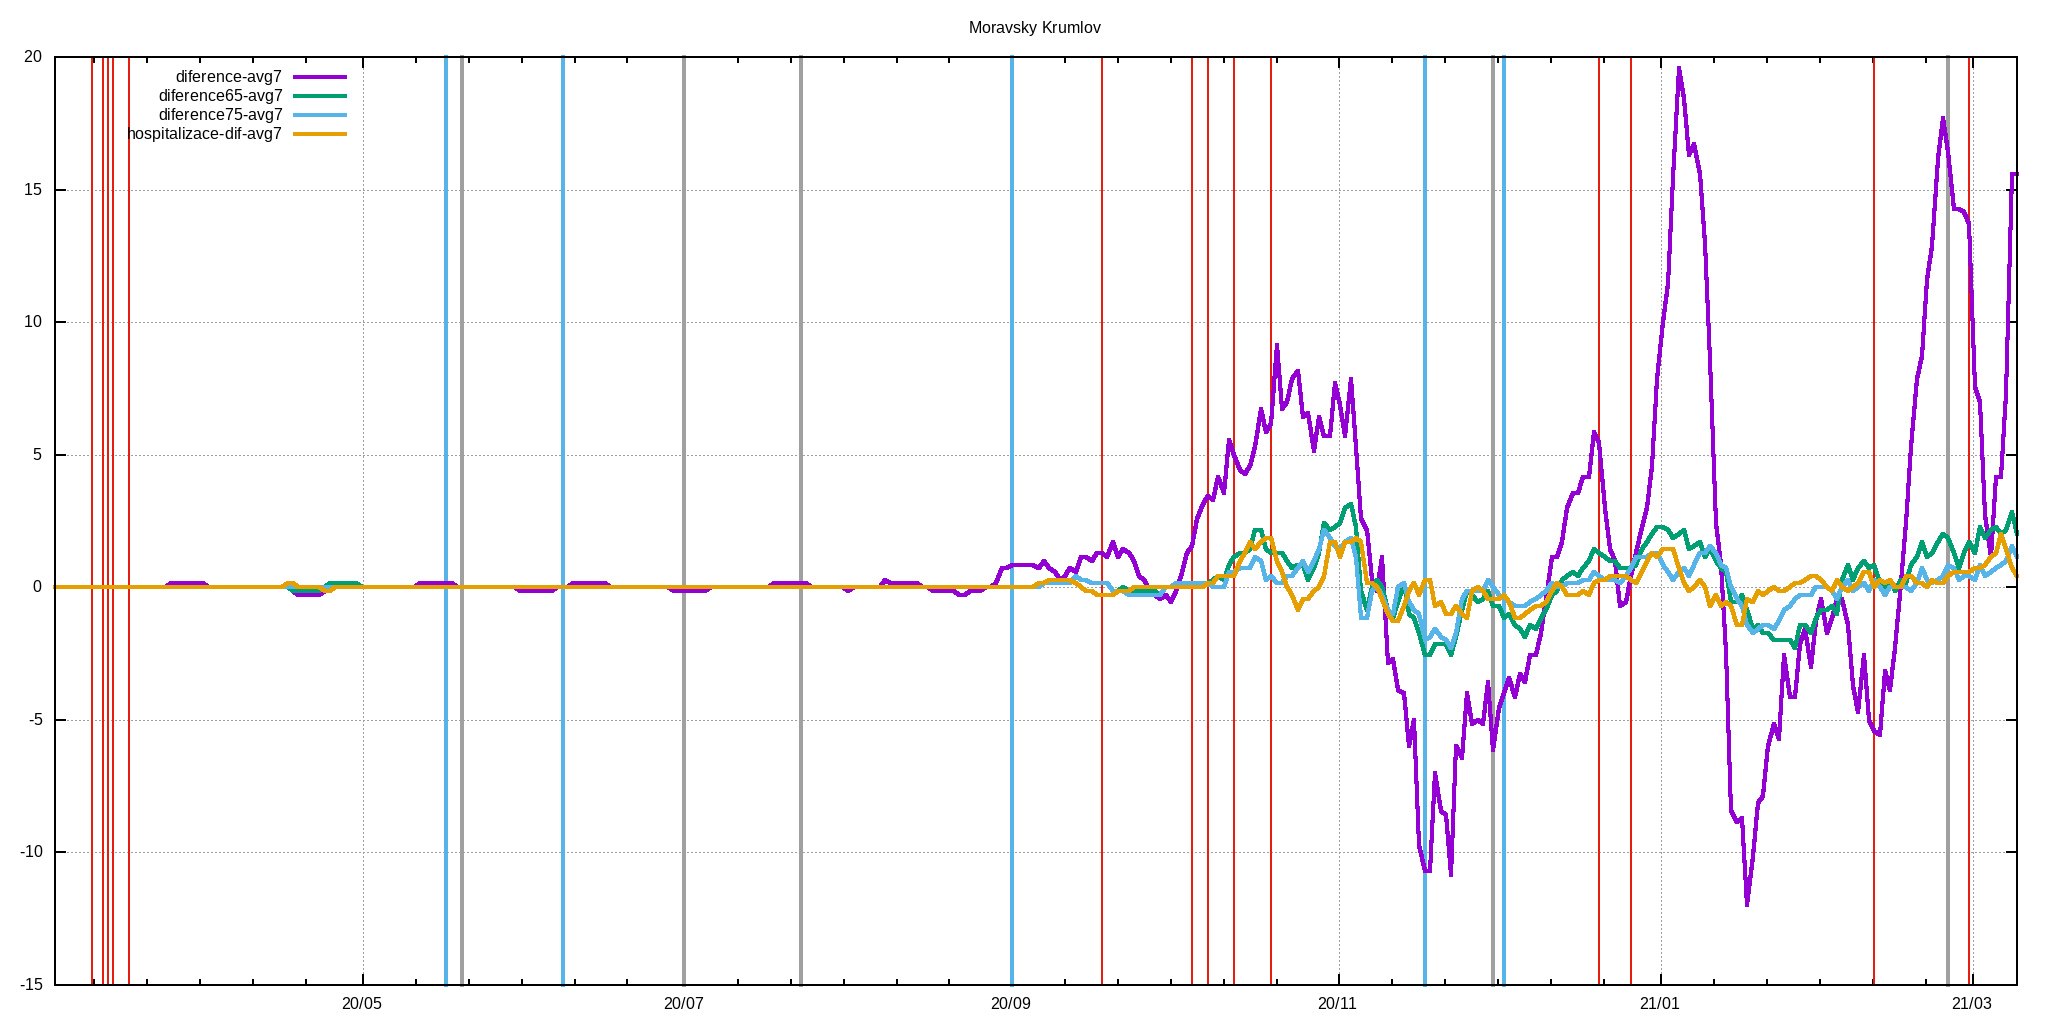 Moravsky Krumlov
20
15
10
5
0
-5
-10
-15
diference-avg7
diference65-avg7
diference75-avg7
hospitalizace-dif-avg7
20/05
20/07
20/09
20/11
21/01
21/03